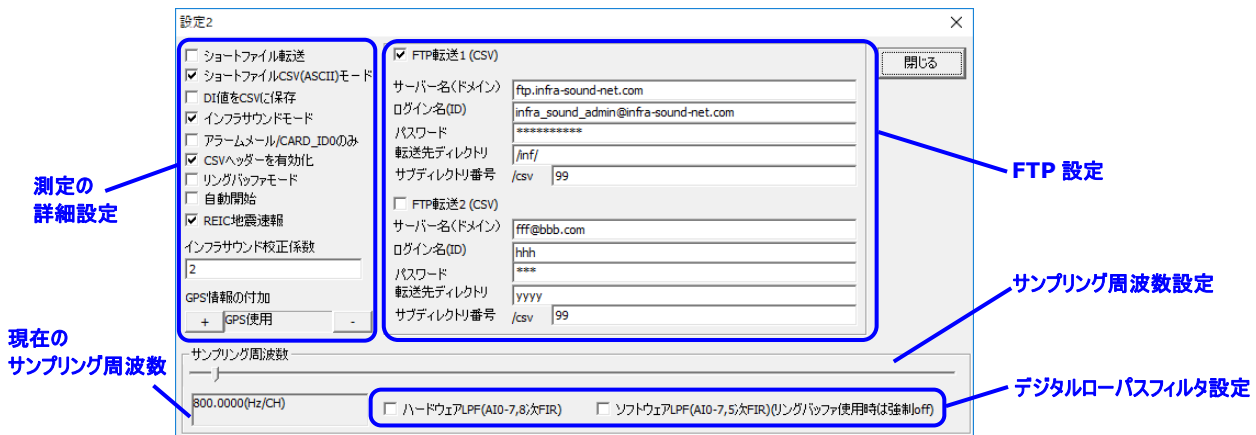 設定2
ショートファイル転送
ショートファイルCSV(ASCII)モード
DI値をCSVに保存
インフラサウンドモード
アラームメール/CARD_ID0のみ
CSVヘッダーを有効化
リングバッファモード
自動開始
REIC地震速報
インフラサウンド校正係数
2
GPS情報の付加
+ GPS使用 -
FTP転送1(CSV)
サーバー名(ドメイン) ftp.infra-sound-net.com
ログイン名(ID) infra_sound_admin@infra-sound-net.com
パスワード **********
転送先ディレクトリ /inf/
サブディレクトリ番号 /csv 99
FTP転送2(CSV)
サーバー名(ドメイン) fff@bbb.com
ログイン名(ID) hhh
パスワード ***
転送先ディレクトリ yyyy
サブディレクトリ番号 /csv 99
閉じる
サンプリング周波数
800.0000(Hz/CH)
ハードウェアLPF(AI0-7,8次FIR)
ソフトウェアLPF(AI0-7,5次FIR)(リングバッファ使用時は強制off)
測定の
詳細設定
現在の
サンプリング周波数
FTP 設定
サンプリング周波数設定
デジタルローパスフィルタ設定